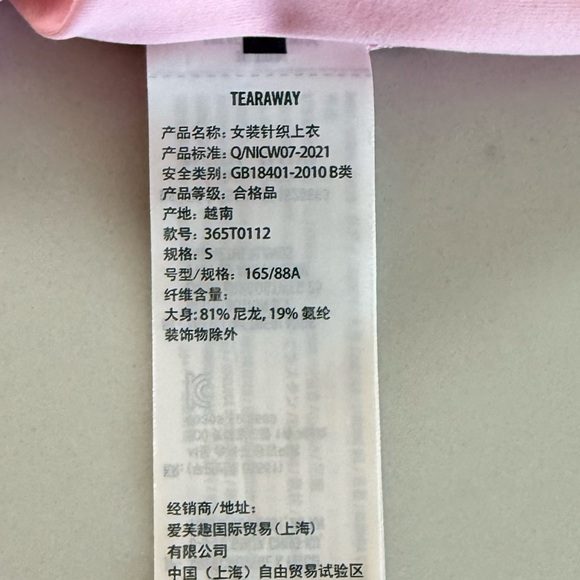 TEARAWAY
产品名称: 女装针织上衣
产品标准: Q/NICW07-2021
安全类别: GB18401-2010 B类
产品等级: 合格品
产地: 越南
款号: 365T0112
规格: S
号型/规格: 165/88A
纤维含量:
大身: 81% 尼龙, 19% 氨纶
装饰物除外
经销商/地址:
爱芙趣国际贸易(上海)
有限公司
中国（上海）自由贸易试验区